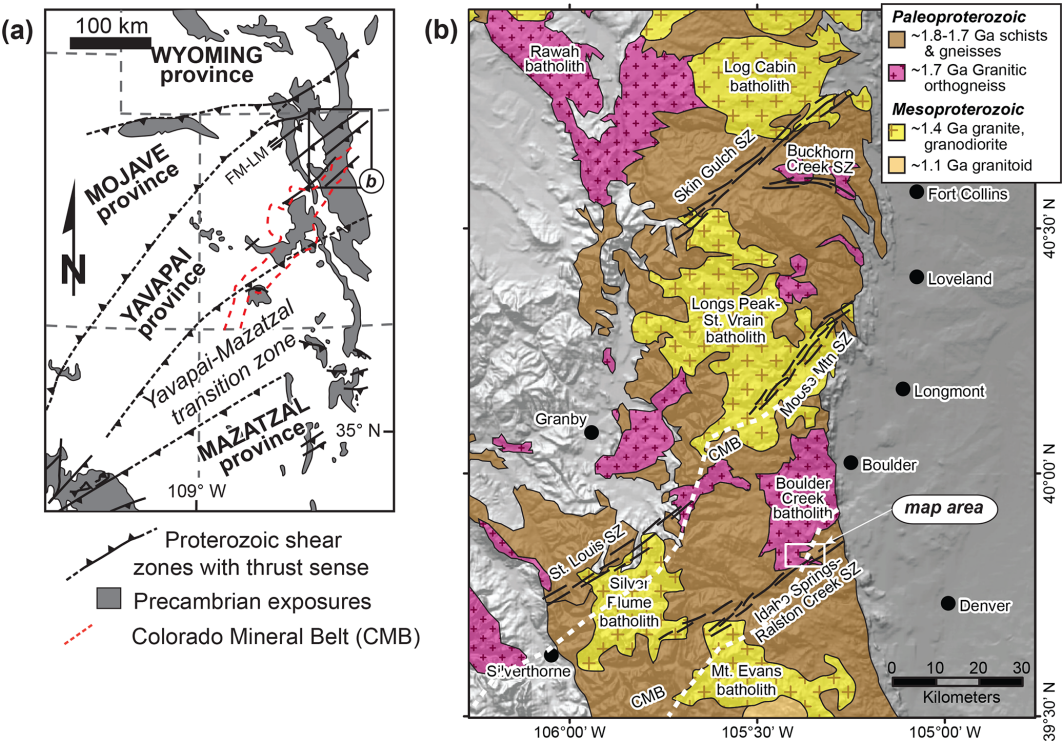 (a)
100 km
WYOMING
province
MOJAVE
province
FM-LM
b
N
YAVAPAI
province
Yavapai-Mazatzal
transition zone
MAZATZAL
province
35° N
109° W
Proterozoic shear
zones with thrust sense
Precambrian exposures
Colorado Mineral Belt (CMB)
(b)
Rawah
batholith
Log Cabin
batholith
Skin Gulch SZ
Buckhorn
Creek SZ
Longs Peak-
St. Vrain
batholith
Mouse Mtn SZ
Granby
CMB
Boulder
Creek
batholith
map area
St. Louis SZ
Silver
Plume
batholith
Idaho Springs-
Ralston Creek SZ
Silverthorne
Mt. Evans
batholith
CMB
Fort Collins
Loveland
Longmont
Boulder
Denver
0 10 20 30
Kilometers
Paleoproterozoic
~1.8-1.7 Ga schists
& gneisses
~1.7 Ga Granitic
orthogneiss
Mesoproterozoic
~1.4 Ga granite,
granodiorite
~1.1 Ga granitoid
40°30' N
40°00' N
39°30' N
106°00' W
105°30' W
105°00' W